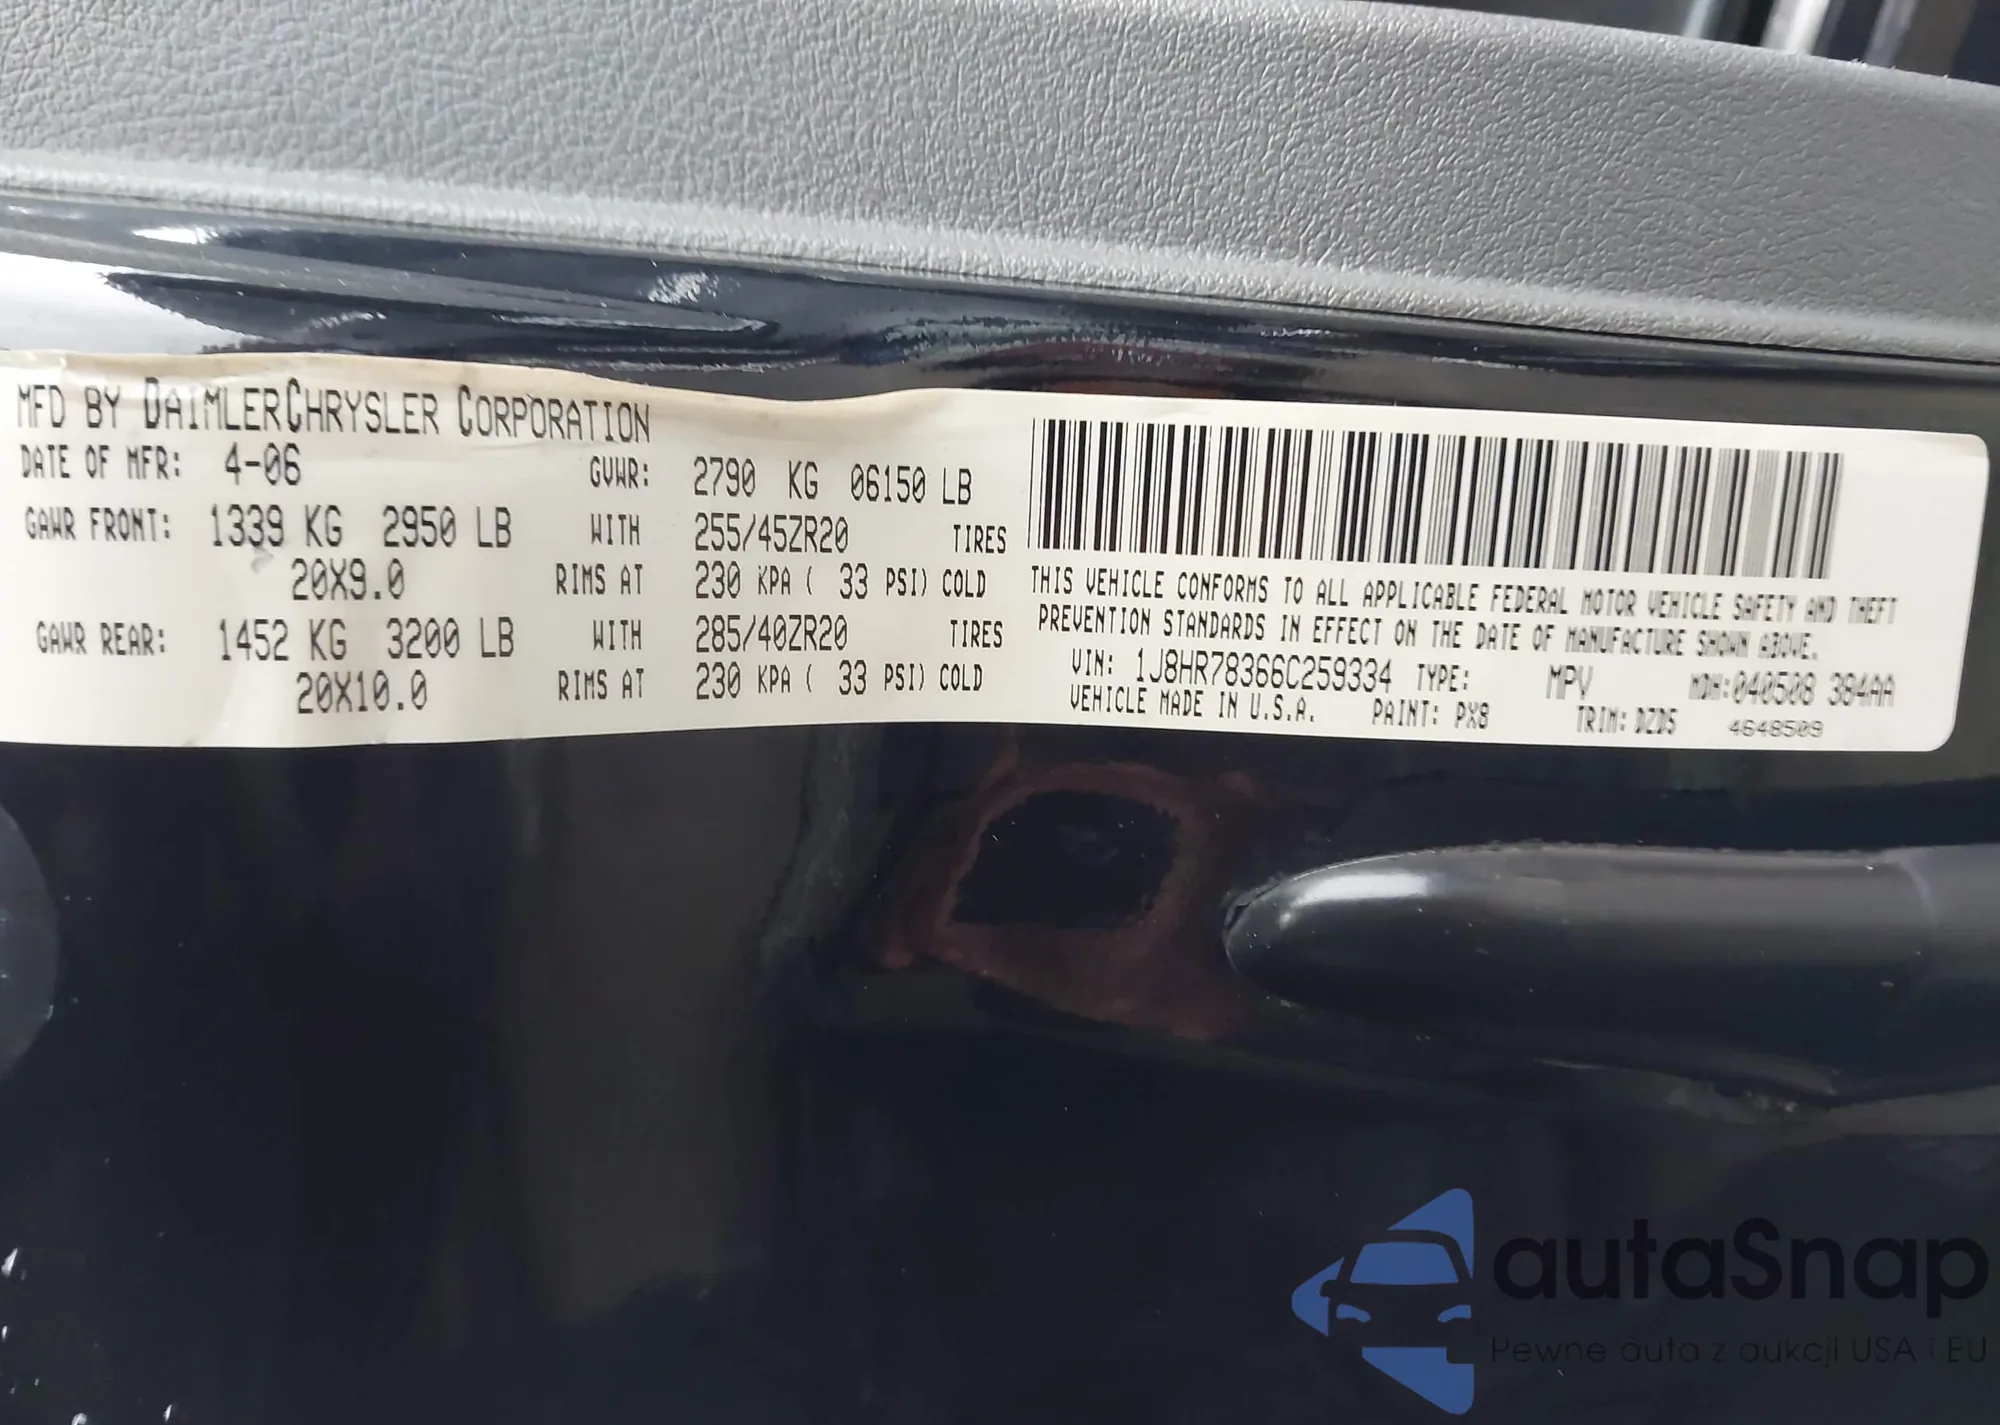 MFD BY DAIMLERCHRYSLER CORPORATION
DATE OF MFR: 4-06 GVWR: 2790 KG 06150 LB
GAWR FRONT: 1339 KG 2950 LB WITH 255/45ZR20 TIRES
20X9.0 RIMS AT 230 KPA ( 33 PSI) COLD
GAWR REAR: 1452 KG 3200 LB WITH 285/40ZR20 TIRES
20X10.0 RIMS AT 230 KPA ( 33 PSI) COLD
THIS VEHICLE CONFORMS TO ALL APPLICABLE FEDERAL MOTOR VEHICLE SAFETY AND THEFT
PREVENTION STANDARDS IN EFFECT ON THE DATE OF MANUFACTURE SHOWN ABOVE.
VIN: 1J8HR78366C259334 TYPE: MPV MDH:040508 384AA
VEHICLE MADE IN U.S.A. PAINT: PX8 TRIM: DZD5 4648509
autaSnap
Pewne auta z aukcji USA i EU